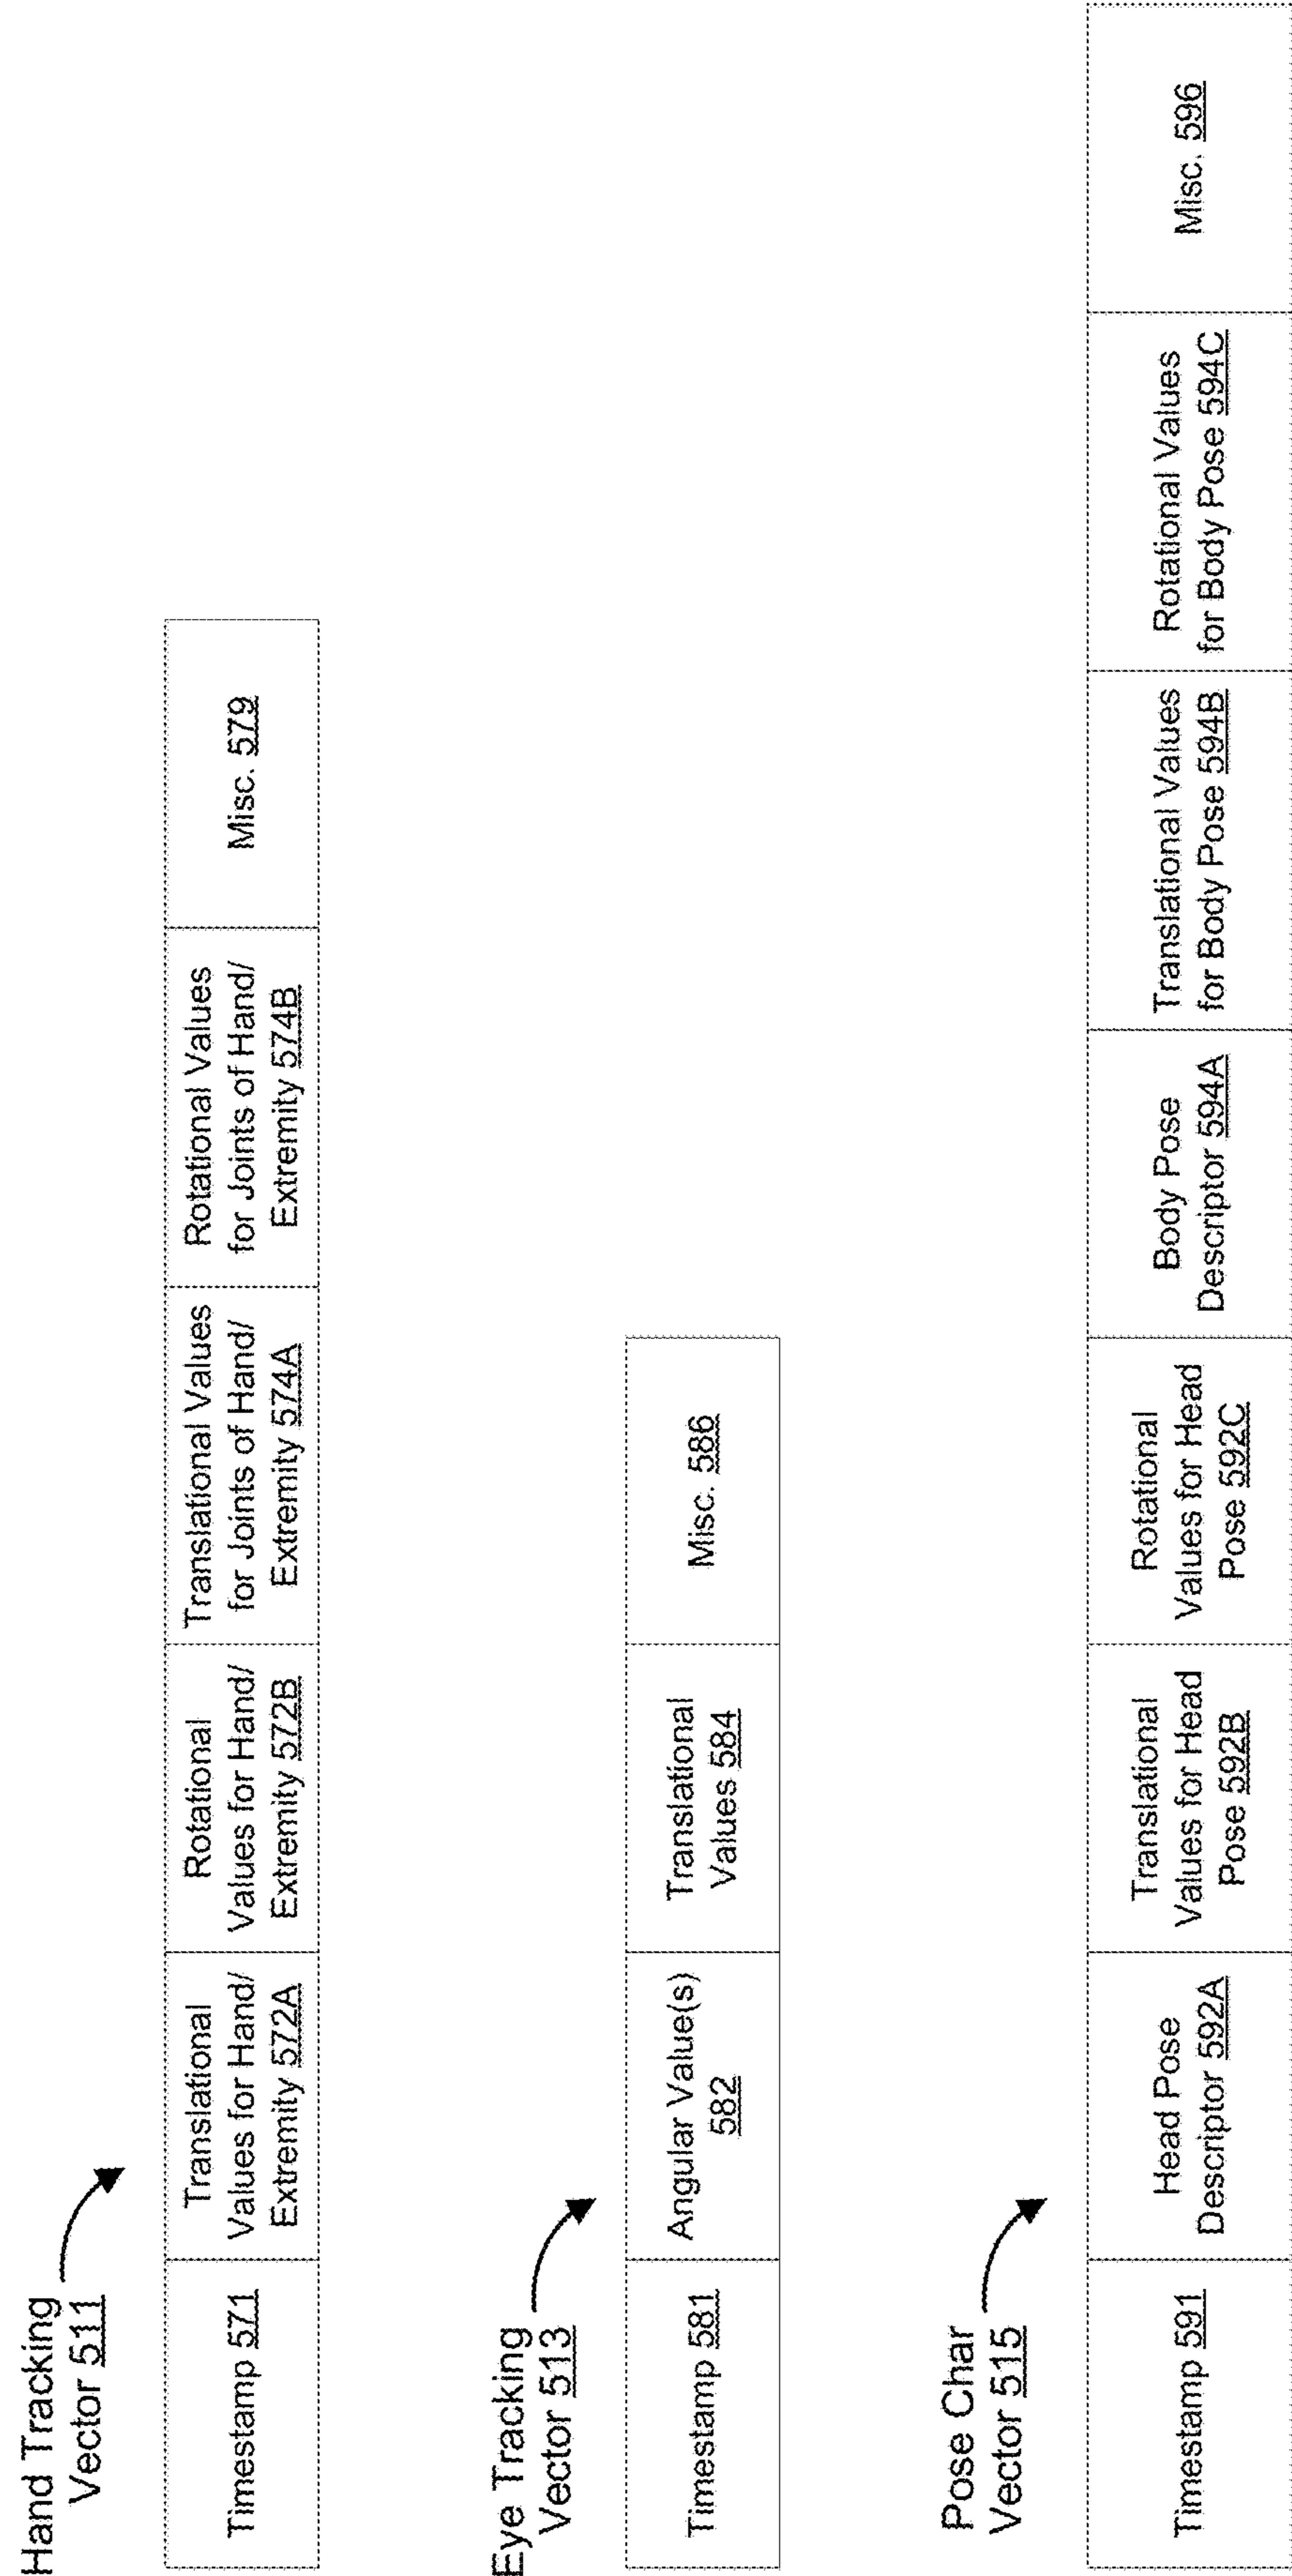 Hand Tracking
Vector 511
Timestamp 571
Translational
Values for Hand/
Extremity 572A
Rotational
Values for Hand/
Extremity 572B
Translational Values
for Joints of Hand/
Extremity 574A
Rotational Values
for Joints of Hand/
Extremity 574B
Misc. 579
Eye Tracking
Vector 513
Timestamp 581
Angular Value(s)
582
Translational
Values 584
Misc. 586
Pose Char
Vector 515
Timestamp 591
Head Pose
Descriptor 592A
Translational
Values for Head
Pose 592B
Rotational
Values for Head
Pose 592C
Body Pose
Descriptor 594A
Translational Values
for Body Pose 594B
Rotational Values
for Body Pose 594C
Misc. 596